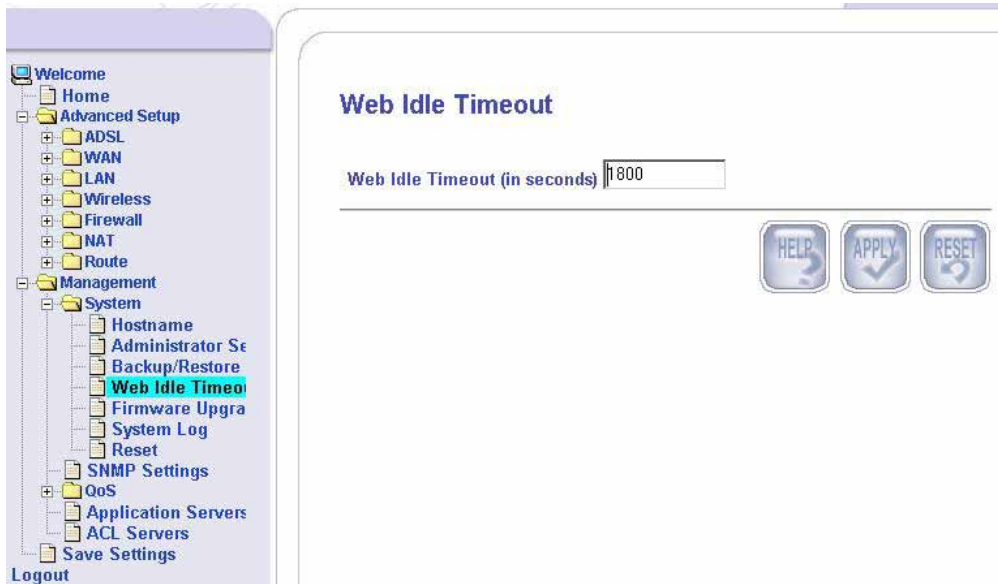 Welcome
Home
Advanced Setup
ADSL
WAN
LAN
Wireless
Firewall
NAT
Route
Management
System
Hostname
Administrator Se
Backup/Restore
Web Idle Timeo
Firmware Upgra
System Log
Reset
SNMP Settings
QoS
Application Servers
ACL Servers
Save Settings
Logout
Web Idle Timeout
Web Idle Timeout (in seconds) 1800
HELP APPLY RESET